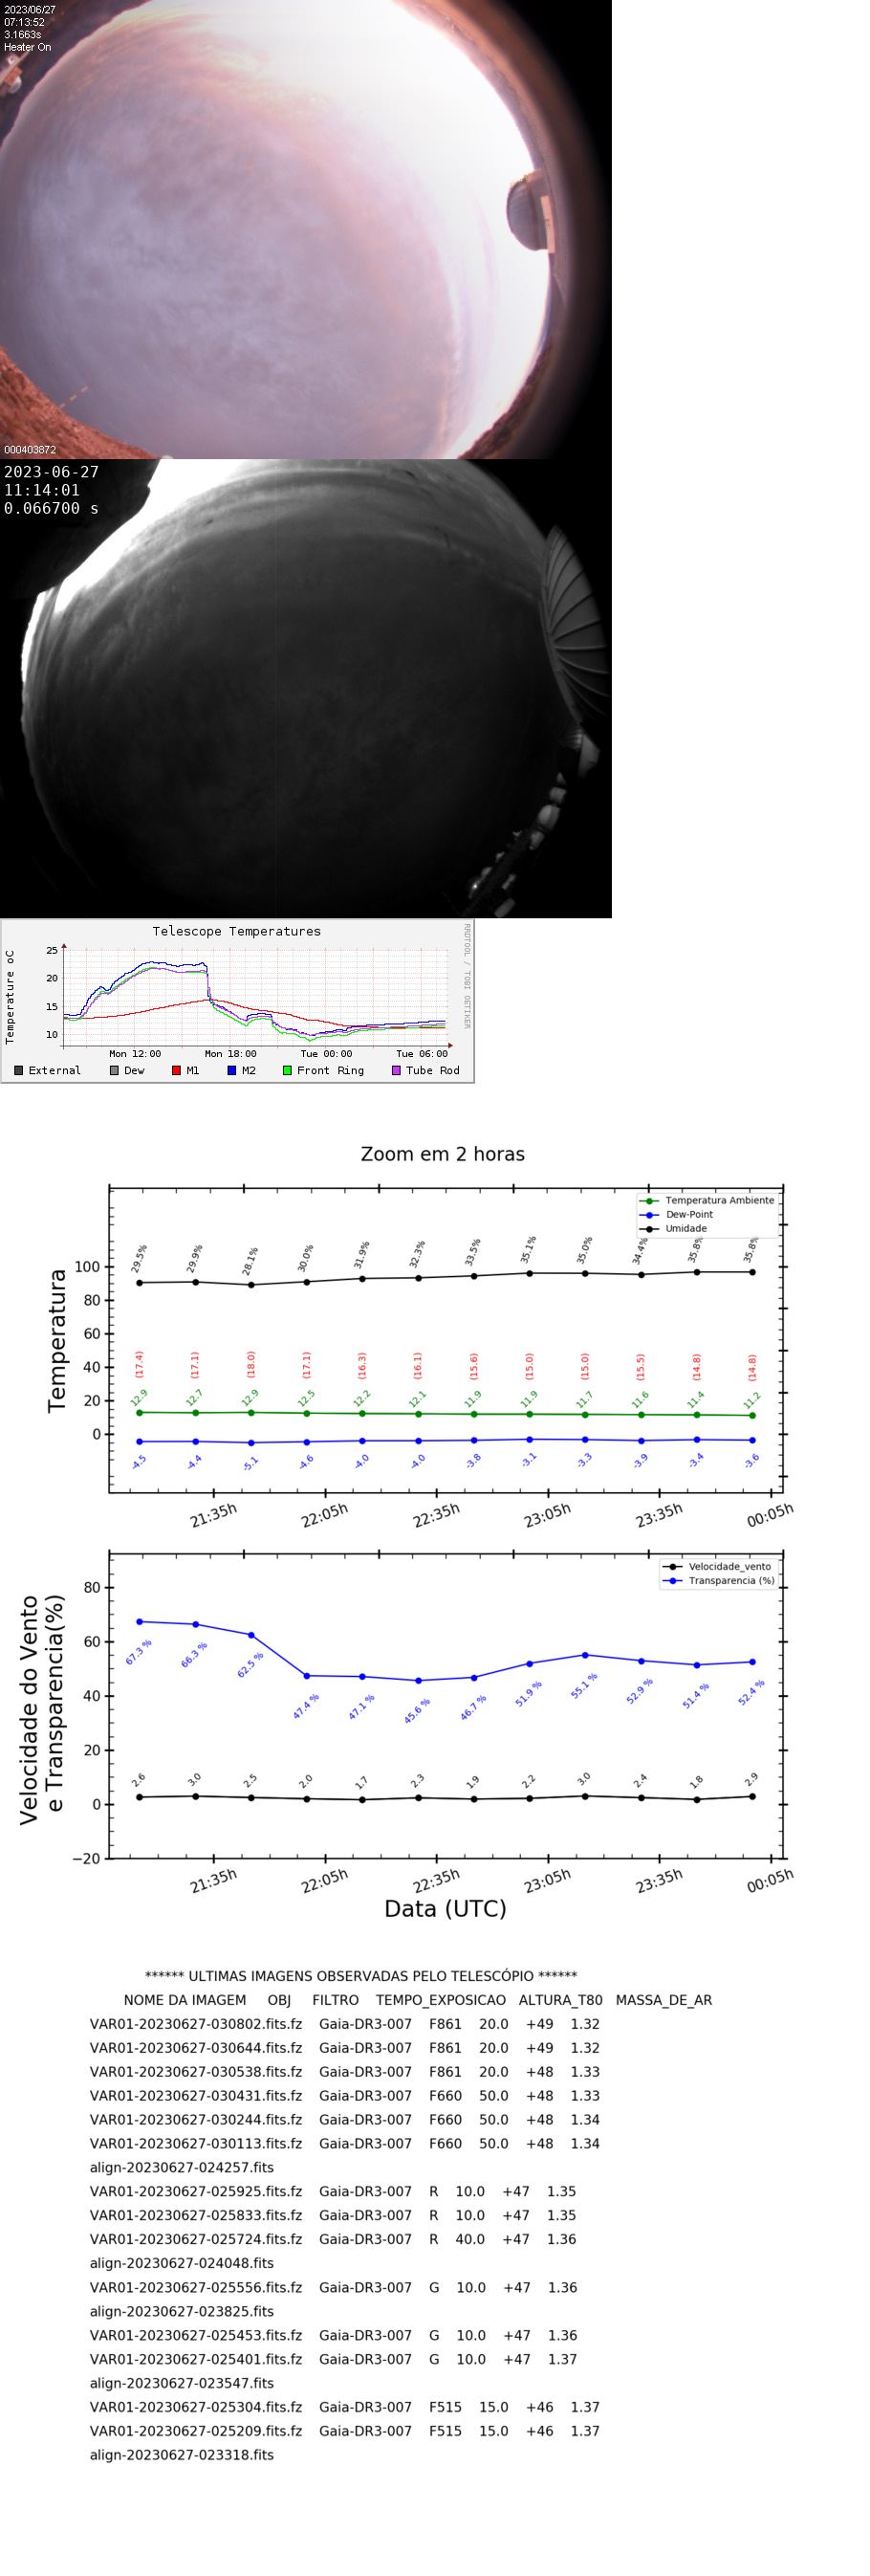 2023/06/27
07:13:52
3.1663s
Heater On
000403872
2023-06-27
11:14:01
0.066700 s
Telescope Temperatures
Temperature oC
25
20
15
10
Mon 12:00 Mon 18:00 Tue 00:00 Tue 06:00
External Dew M1 M2 Front Ring Tube Rod
RRDTOOL / TOBI OETIKER
Zoom em 2 horas
Temperatura
Temperatura Ambiente
Dew-Point
Umidade
100
80
60
40
20
0
29.5% 29.9% 28.1% 30.0% 31.9% 32.3% 33.5% 35.1% 35.0% 34.4% 35.8% 35.8%
(17.4) (17.1) (18.0) (17.1) (16.3) (16.1) (15.6) (15.0) (15.0) (15.5) (14.8) (14.8)
12.9 12.7 12.9 12.5 12.2 12.1 11.9 11.9 11.7 11.6 11.4 11.2
-4.5 -4.4 -5.1 -4.6 -4.0 -4.0 -3.8 -3.1 -3.3 -3.9 -3.4 -3.6
21:35h 22:05h 22:35h 23:05h 23:35h 00:05h
Velocidade do Vento
e Transparencia(%)
Velocidade_vento
Transparencia (%)
80
60
40
20
0
−20
67.3 % 66.3 % 62.5 % 47.4 % 47.1 % 45.6 % 46.7 % 51.9 % 55.1 % 52.9 % 51.4 % 52.4 %
2.6 3.0 2.5 2.0 1.7 2.3 1.9 2.2 3.0 2.4 1.8 2.9
21:35h 22:05h 22:35h 23:05h 23:35h 00:05h
Data (UTC)
****** ULTIMAS IMAGENS OBSERVADAS PELO TELESCÓPIO ******
NOME DA IMAGEM OBJ FILTRO TEMPO_EXPOSICAO ALTURA_T80 MASSA_DE_AR
VAR01-20230627-030802.fits.fz Gaia-DR3-007 F861 20.0 +49 1.32
VAR01-20230627-030644.fits.fz Gaia-DR3-007 F861 20.0 +49 1.32
VAR01-20230627-030538.fits.fz Gaia-DR3-007 F861 20.0 +48 1.33
VAR01-20230627-030431.fits.fz Gaia-DR3-007 F660 50.0 +48 1.33
VAR01-20230627-030244.fits.fz Gaia-DR3-007 F660 50.0 +48 1.34
VAR01-20230627-030113.fits.fz Gaia-DR3-007 F660 50.0 +48 1.34
align-20230627-024257.fits
VAR01-20230627-025925.fits.fz Gaia-DR3-007 R 10.0 +47 1.35
VAR01-20230627-025833.fits.fz Gaia-DR3-007 R 10.0 +47 1.35
VAR01-20230627-025724.fits.fz Gaia-DR3-007 R 40.0 +47 1.36
align-20230627-024048.fits
VAR01-20230627-025556.fits.fz Gaia-DR3-007 G 10.0 +47 1.36
align-20230627-023825.fits
VAR01-20230627-025453.fits.fz Gaia-DR3-007 G 10.0 +47 1.36
VAR01-20230627-025401.fits.fz Gaia-DR3-007 G 10.0 +47 1.37
align-20230627-023547.fits
VAR01-20230627-025304.fits.fz Gaia-DR3-007 F515 15.0 +46 1.37
VAR01-20230627-025209.fits.fz Gaia-DR3-007 F515 15.0 +46 1.37
align-20230627-023318.fits